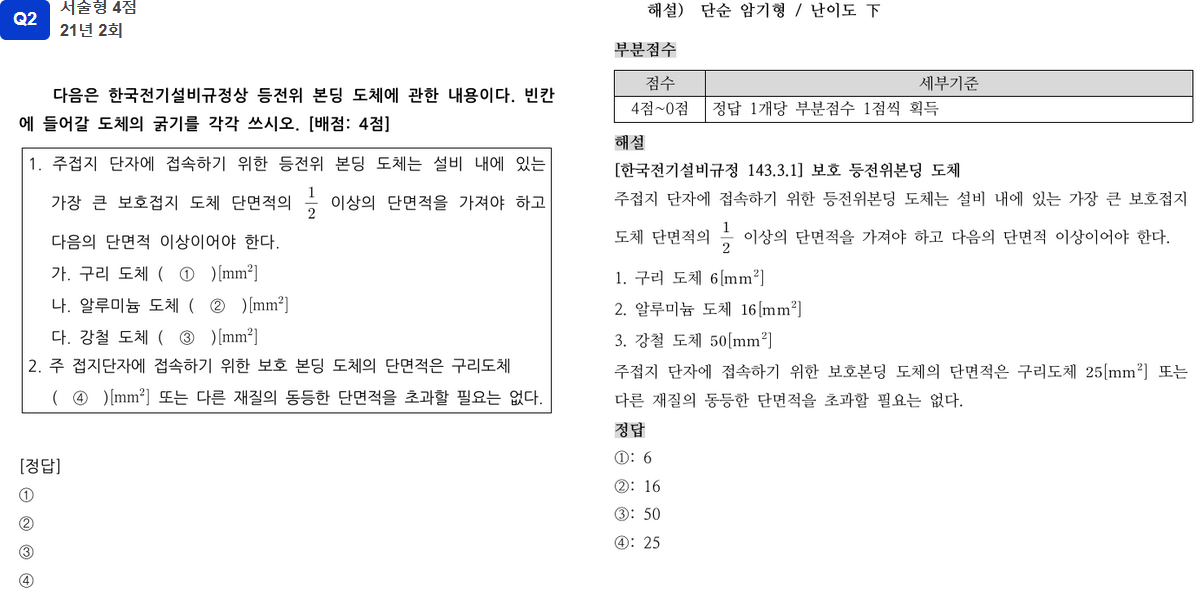 Q2
서술형 4점
21년 2회
다음은 한국전기설비규정상 등전위 본딩 도체에 관한 내용이다. 빈칸
에 들어갈 도체의 굵기를 각각 쓰시오. [배점: 4점]
1. 주접지 단자에 접속하기 위한 등전위 본딩 도체는 설비 내에 있는
가장 큰 보호접지 도체 단면적의 1/2 이상의 단면적을 가져야 하고
다음의 단면적 이상이어야 한다.
가. 구리 도체 ( ① )[mm²]
나. 알루미늄 도체 ( ② )[mm²]
다. 강철 도체 ( ③ )[mm²]
2. 주 접지단자에 접속하기 위한 보호 본딩 도체의 단면적은 구리도체
( ④ )[mm²] 또는 다른 재질의 동등한 단면적을 초과할 필요는 없다.
[정답]
①
②
③
④
해설) 단순 암기형 / 난이도 下
부분점수
점수 세부기준
4점~0점 정답 1개당 부분점수 1점씩 획득
해설
[한국전기설비규정 143.3.1] 보호 등전위본딩 도체
주접지 단자에 접속하기 위한 등전위본딩 도체는 설비 내에 있는 가장 큰 보호접지
도체 단면적의 1/2 이상의 단면적을 가져야 하고 다음의 단면적 이상이어야 한다.
1. 구리 도체 6[mm²]
2. 알루미늄 도체 16[mm²]
3. 강철 도체 50[mm²]
주접지 단자에 접속하기 위한 보호본딩 도체의 단면적은 구리도체 25[mm²] 또는
다른 재질의 동등한 단면적을 초과할 필요는 없다.
정답
①: 6
②: 16
③: 50
④: 25